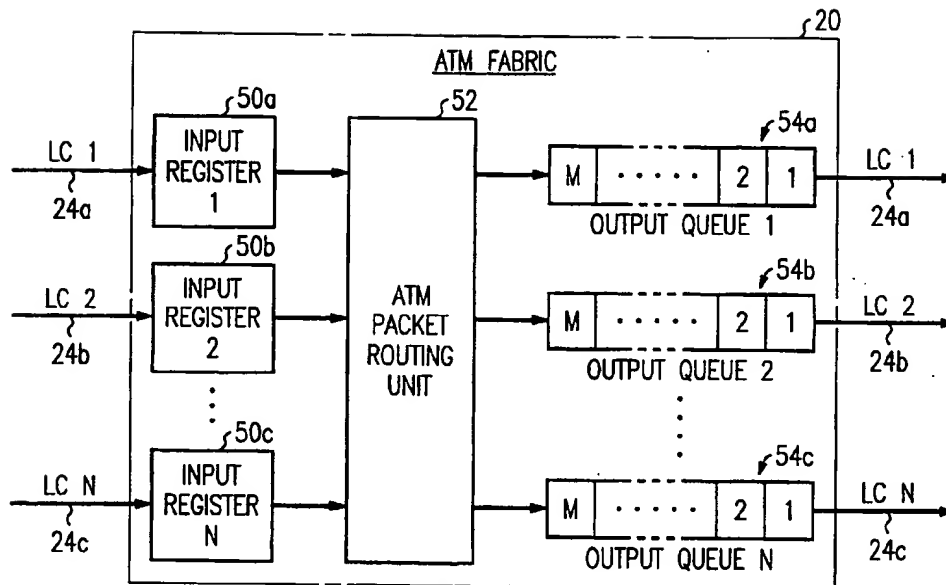 20
ATM FABRIC
50a
52
54a
LC 1
24a
INPUT
REGISTER
1
M ..... 2 1
OUTPUT QUEUE 1
LC 1
24a
50b
54b
LC 2
24b
INPUT
REGISTER
2
ATM
PACKET
ROUTING
UNIT
M ..... 2 1
OUTPUT QUEUE 2
LC 2
24b
50c
54c
LC N
24c
INPUT
REGISTER
N
M ..... 2 1
OUTPUT QUEUE N
LC N
24c